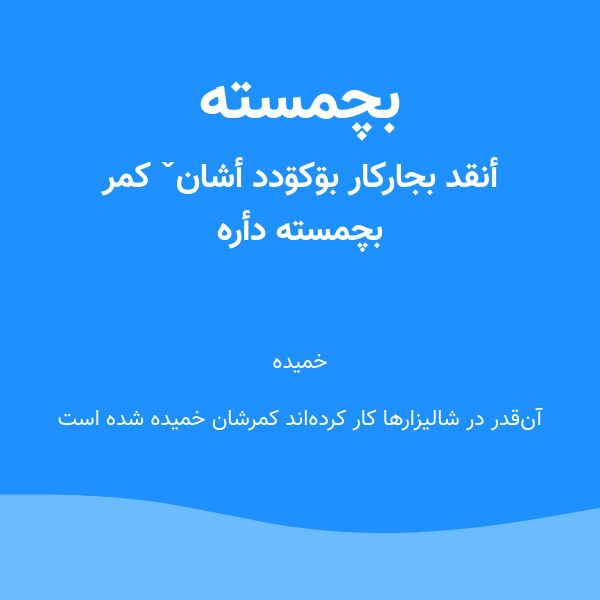 بچمسته
أنقد بجارکار بۊکۊدد أشانˇ کمر
بچمسته دأره
خمیده
آن‌قدر در شالیزارها کار کرده‌اند کمرشان خمیده شده است